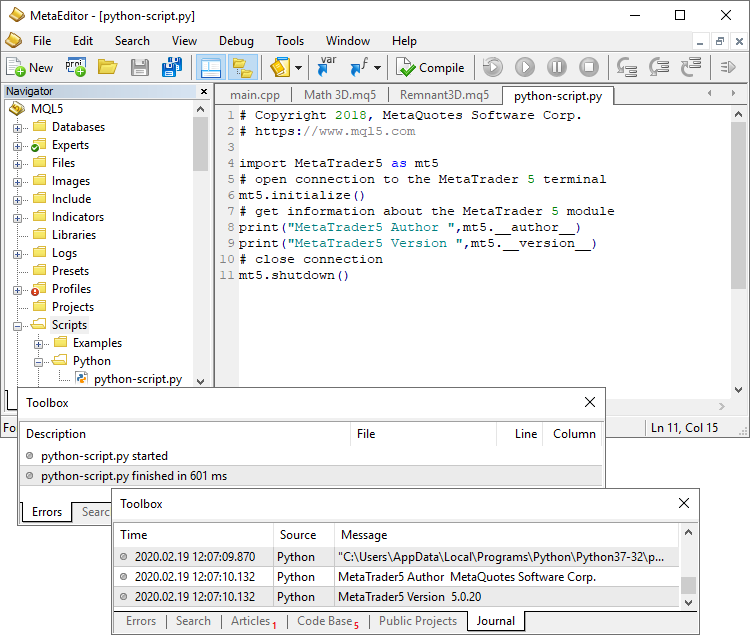 MetaEditor - [python-script.py]
File Edit Search View Debug Tools Window Help
New var Compile
Navigator
main.cpp Math 3D.mq5 Remnant3D.mq5 python-script.py
MQL5
Databases
Experts
Files
Images
Include
Indicators
Libraries
Logs
Presets
Profiles
Projects
Scripts
Examples
Python
python-script.py
1 # Copyright 2018, MetaQuotes Software Corp.
2 # https://www.mql5.com
3
4 import MetaTrader5 as mt5
5 # open connection to the MetaTrader 5 terminal
6 mt5.initialize()
7 # get information about the MetaTrader 5 module
8 print("MetaTrader5 Author ",mt5.__author__)
9 print("MetaTrader5 Version ",mt5.__version__)
10 # close connection
11 mt5.shutdown()
Ln 11, Col 15
Toolbox
Description File Line Column
python-script.py started
python-script.py finished in 601 ms
Errors Searc
Toolbox
Time Source Message
2020.02.19 12:07:09.870 Python "C:\Users\AppData\Local\Programs\Python\Python37-32\p...
2020.02.19 12:07:10.132 Python MetaTrader5 Author MetaQuotes Software Corp.
2020.02.19 12:07:10.132 Python MetaTrader5 Version 5.0.20
Errors Search Articles 1 Code Base 5 Public Projects Journal